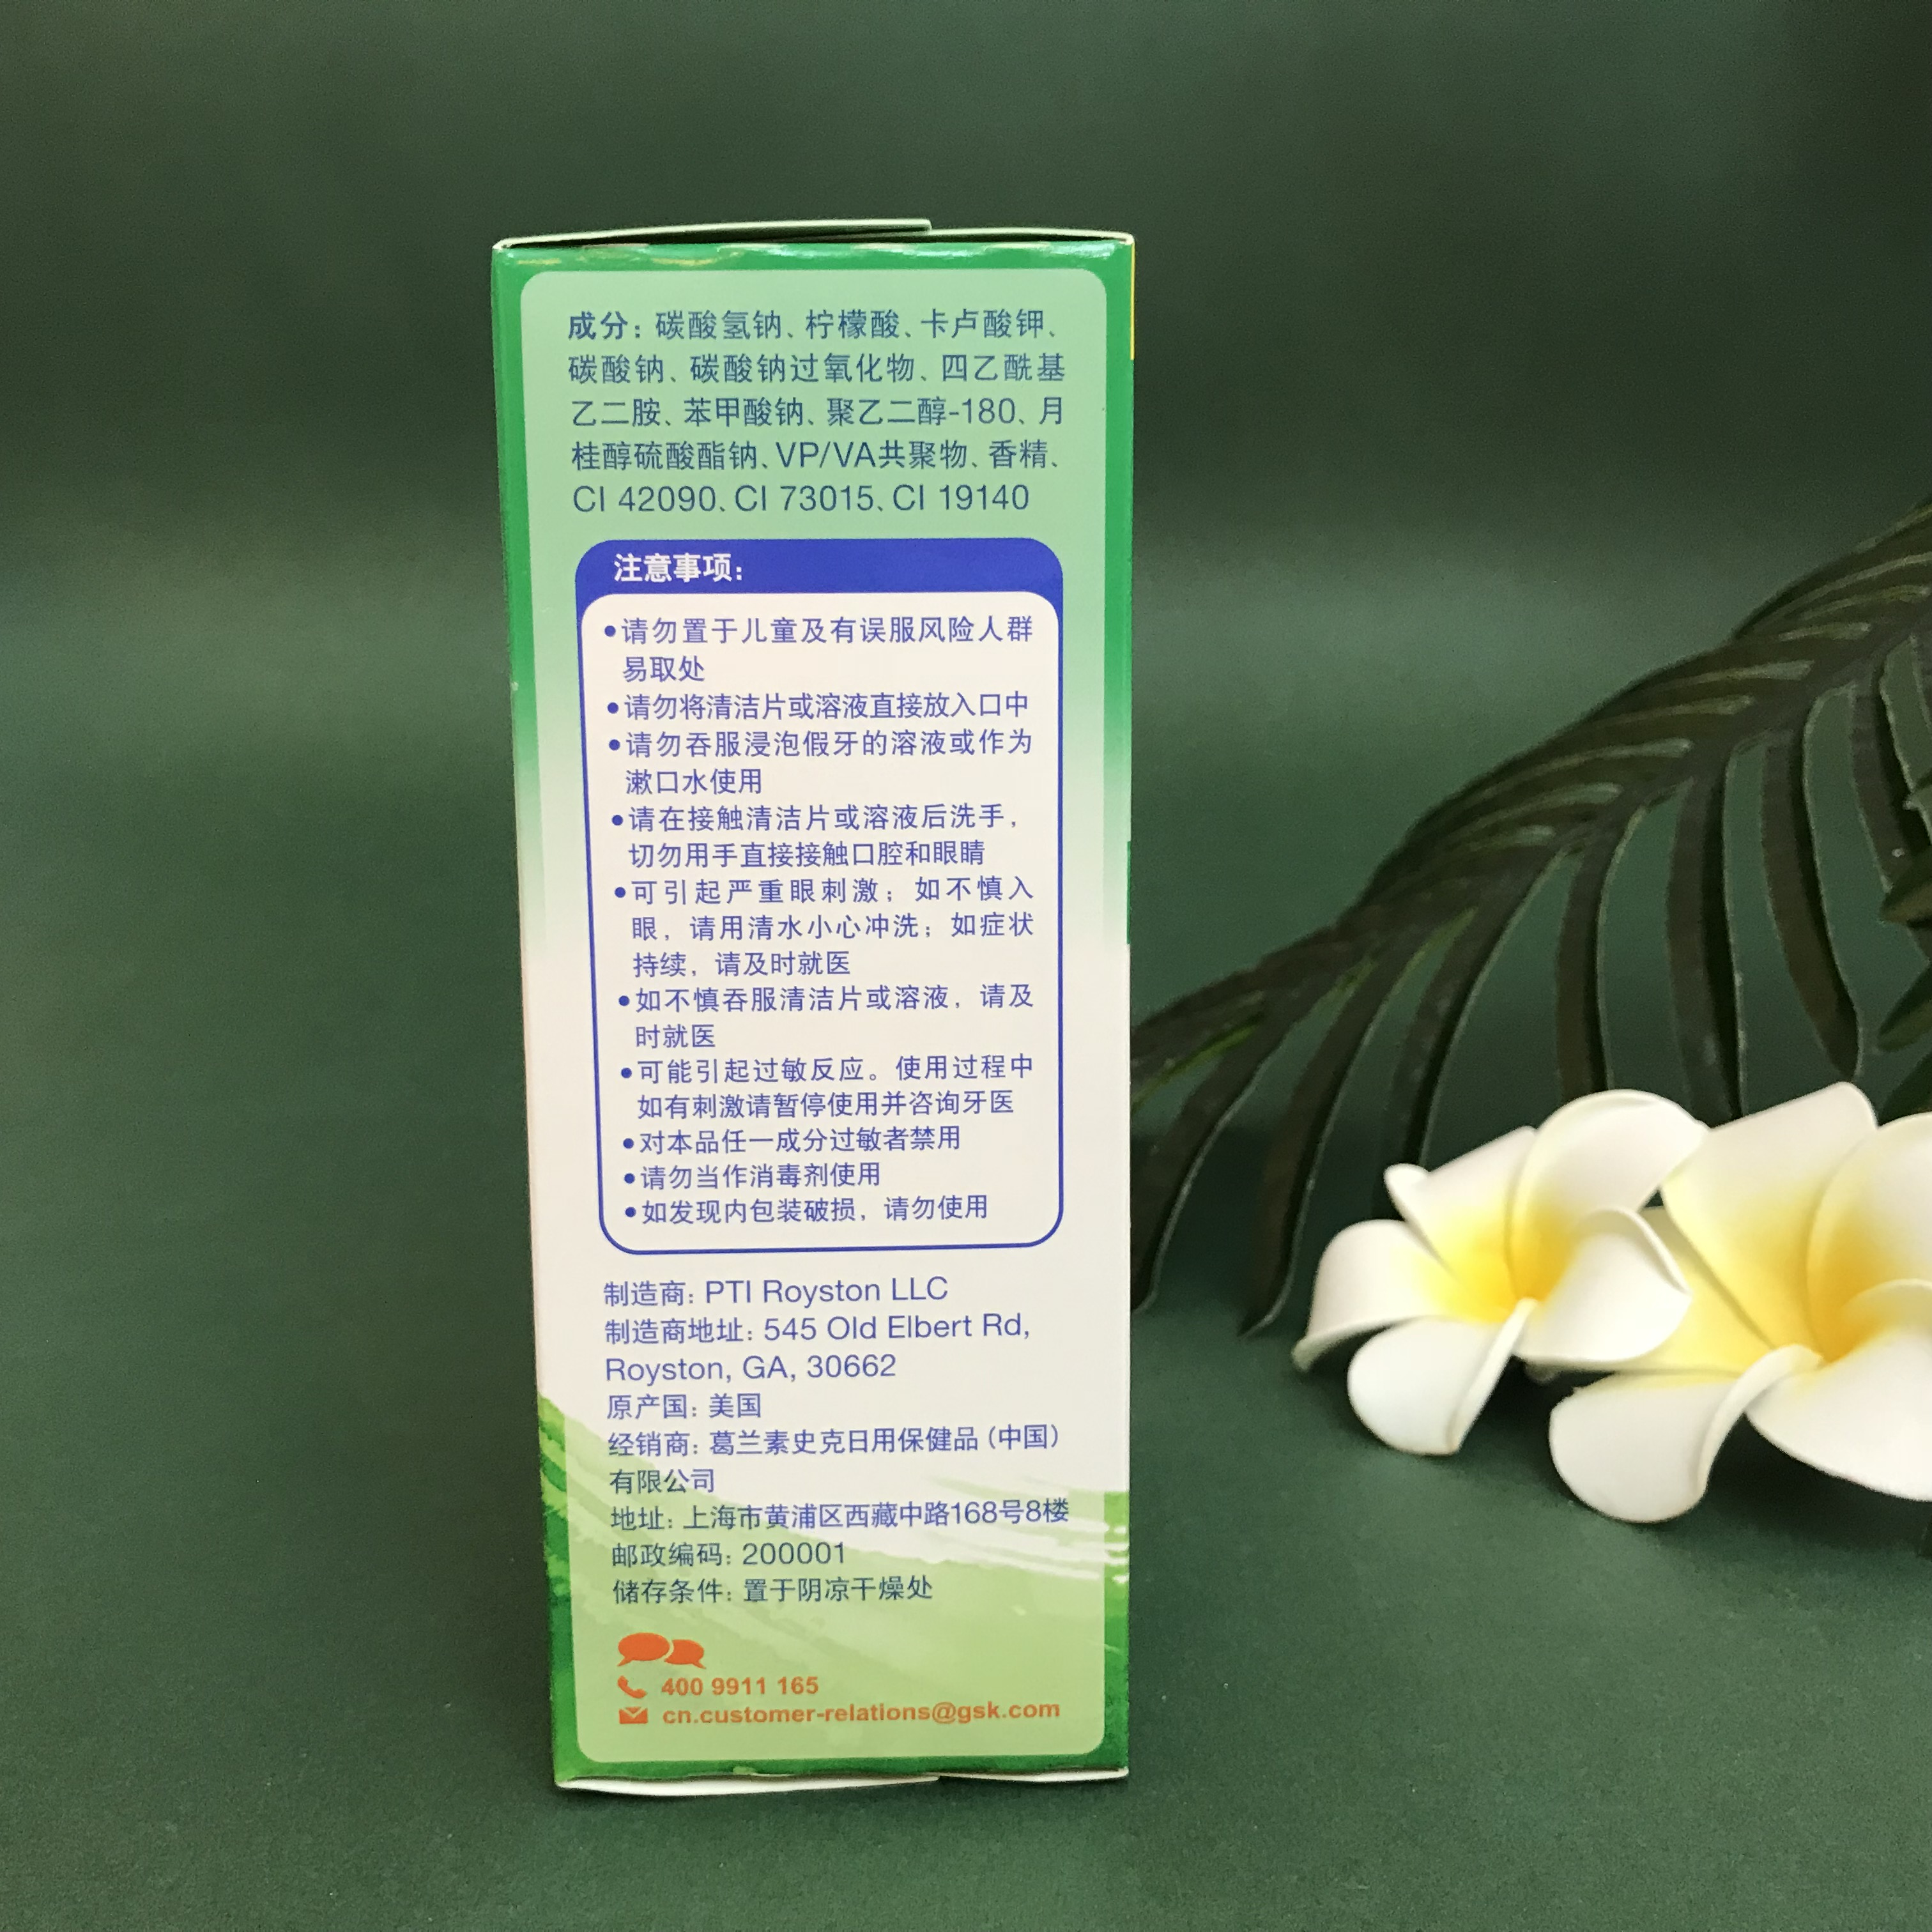 成分：碳酸氢钠、柠檬酸、卡卢酸钾、
碳酸钠、碳酸钠过氧化物、四乙酰基
乙二胺、苯甲酸钠、聚乙二醇-180、月
桂醇硫酸酯钠、VP/VA共聚物、香精、
CI 42090、CI 73015、CI 19140
注意事项：
•请勿置于儿童及有误服风险人群
易取处
•请勿将清洁片或溶液直接放入口中
•请勿吞服浸泡假牙的溶液或作为
漱口水使用
•请在接触清洁片或溶液后洗手，
切勿用手直接接触口腔和眼睛
•可引起严重眼刺激；如不慎入
眼，请用清水小心冲洗；如症状
持续，请及时就医
•如不慎吞服清洁片或溶液，请及
时就医
•可能引起过敏反应。使用过程中
如有刺激请暂停使用并咨询牙医
•对本品任一成分过敏者禁用
•请勿当作消毒剂使用
•如发现内包装破损，请勿使用
制造商：PTI Royston LLC
制造商地址：545 Old Elbert Rd,
Royston, GA, 30662
原产国：美国
经销商：葛兰素史克日用保健品（中国）
有限公司
地址：上海市黄浦区西藏中路168号8楼
邮政编码：200001
储存条件：置于阴凉干燥处
400 9911 165
cn.customer-relations@gsk.com